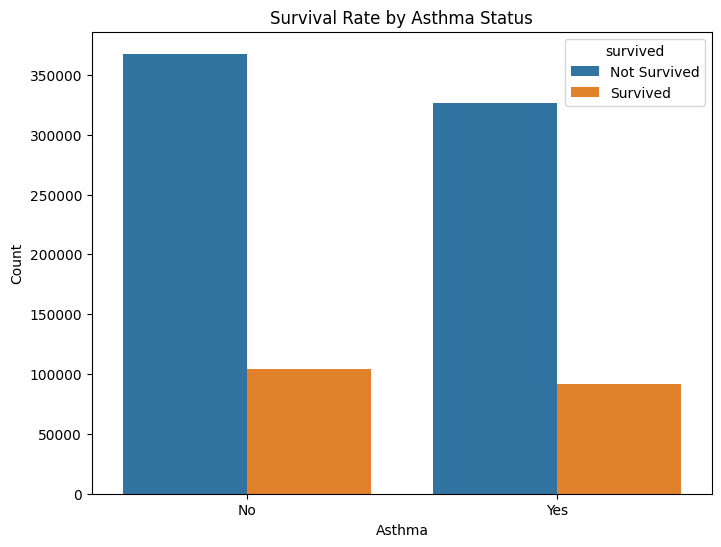 Survival Rate by Asthma Status
survived
Not Survived
Survived
350000
300000
250000
200000
150000
100000
50000
0
Count
No
Yes
Asthma